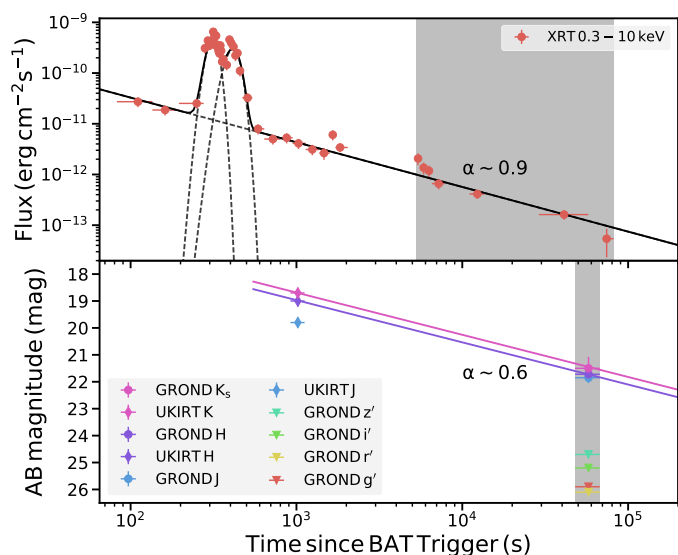 10⁻⁹
XRT 0.3 – 10 keV
10⁻¹⁰
10⁻¹¹
10⁻¹²
10⁻¹³
Flux (erg cm⁻² s⁻¹)
α ∼ 0.9
18
19
20
21
22
23
24
25
26
AB magnitude (mag)
α ∼ 0.6
GROND Kₛ
UKIRT K
GROND H
UKIRT H
GROND J
UKIRT J
GROND z′
GROND i′
GROND r′
GROND g′
10² 10³ 10⁴ 10⁵
Time since BAT Trigger (s)